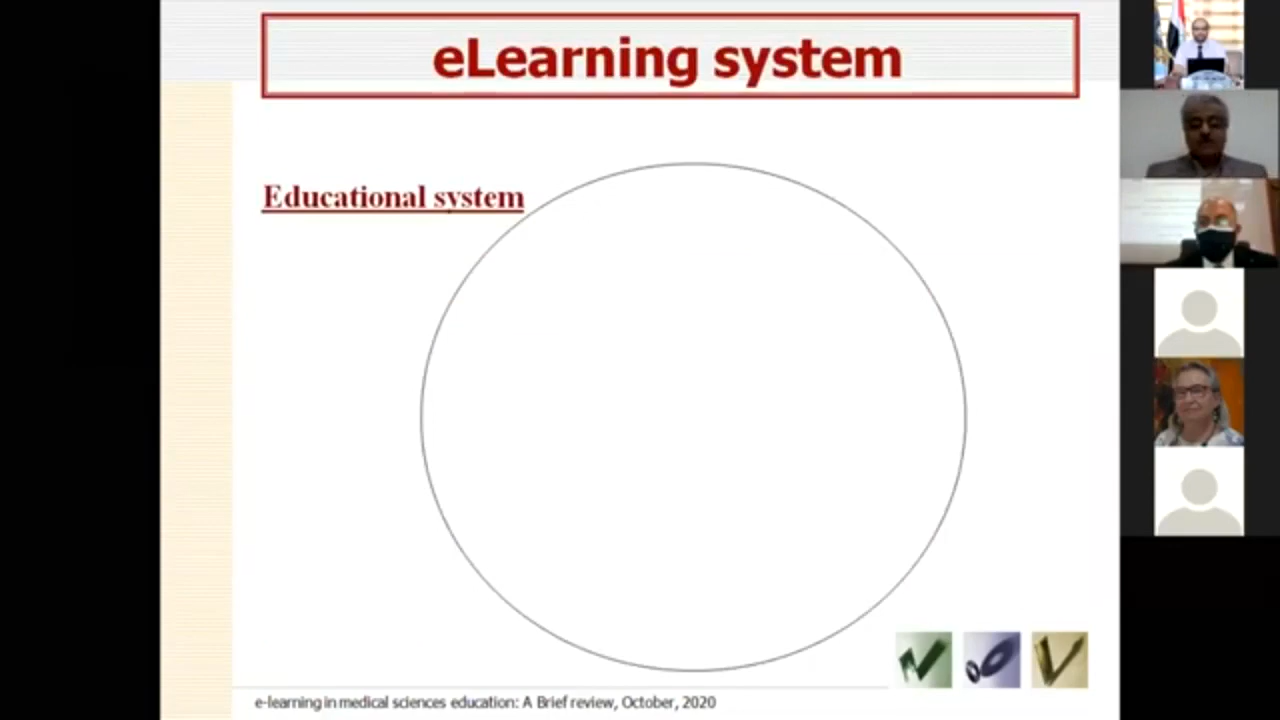 eLearning system
Educational system
e-learning in medical sciences education: A Brief review, October, 2020